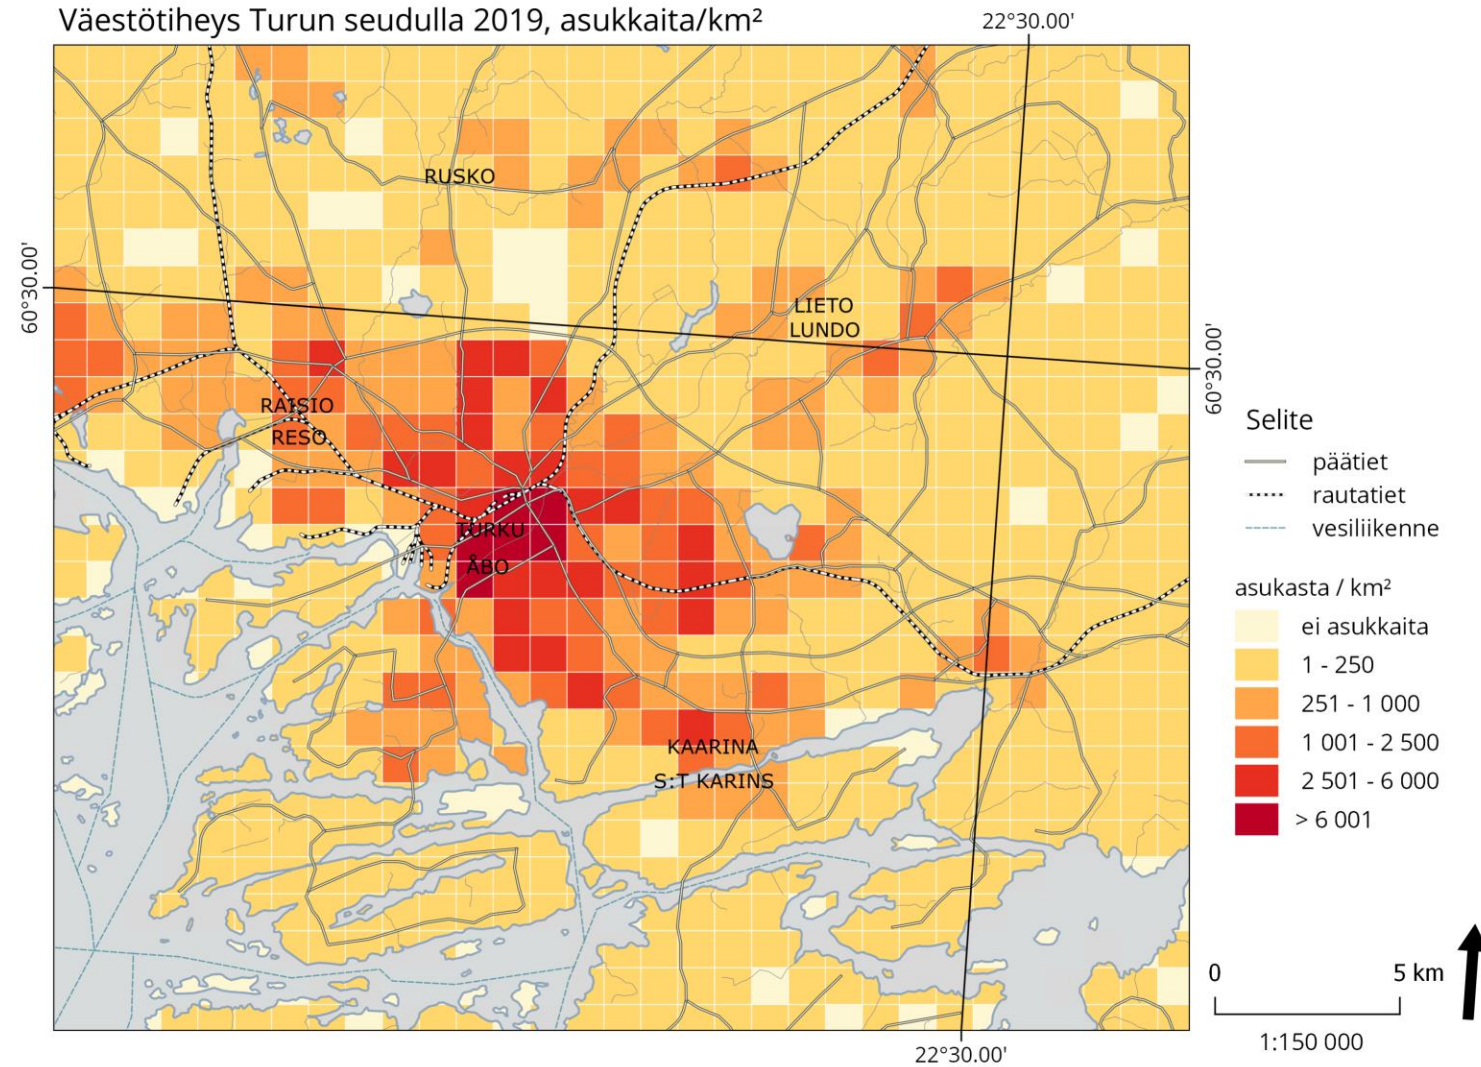 Väestötiheys Turun seudulla 2019, asukkaita/km²
22°30.00'
60°30.00'
RUSKO
LIETO
LUNDO
60°30.00'
RAISIO
RESO
TURKU
ÅBO
KAARINA
S:T KARINS
Selite
päätiet
rautatiet
vesiliikenne
asukasta / km²
ei asukkaita
1 - 250
251 - 1 000
1 001 - 2 500
2 501 - 6 000
> 6 001
0 5 km
1:150 000
22°30.00'